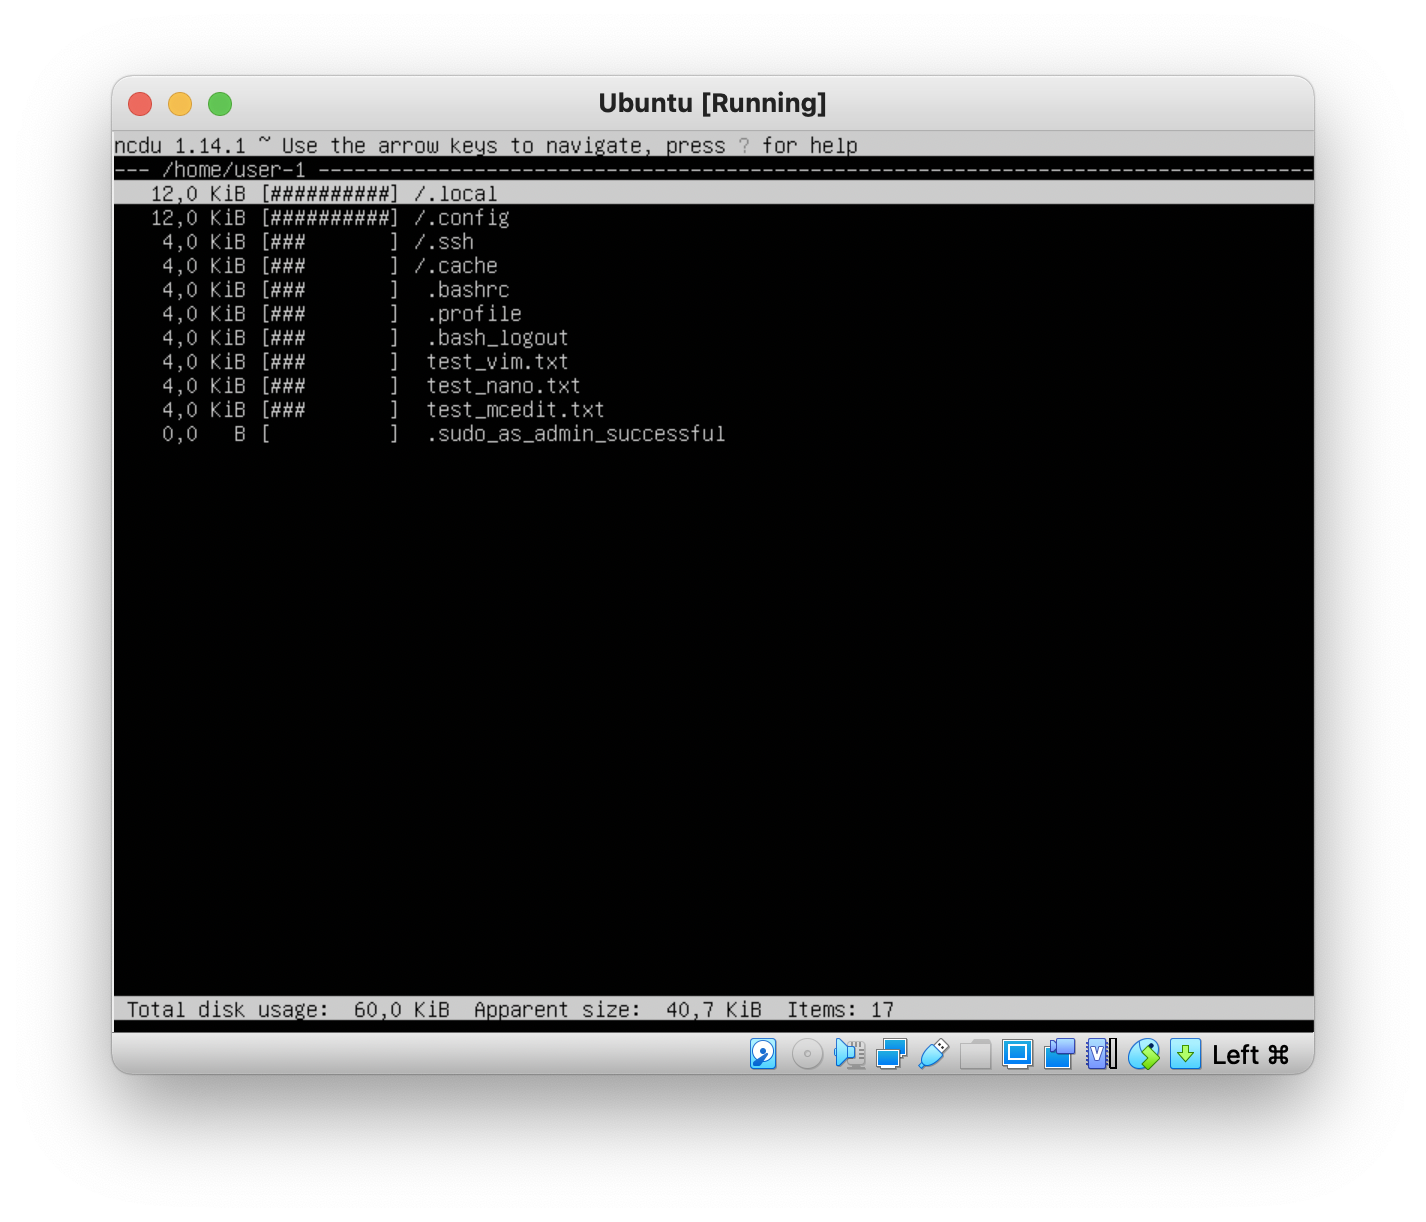 Ubuntu [Running]
ncdu 1.14.1 ~ Use the arrow keys to navigate, press ? for help
--- /home/user-1 -----------------------------------------------------------------------------------
12,0 KiB [##########] /.local
12,0 KiB [##########] /.config
4,0 KiB [###       ] /.ssh
4,0 KiB [###       ] /.cache
4,0 KiB [###       ]  .bashrc
4,0 KiB [###       ]  .profile
4,0 KiB [###       ]  .bash_logout
4,0 KiB [###       ]  test_vim.txt
4,0 KiB [###       ]  test_nano.txt
4,0 KiB [###       ]  test_mcedit.txt
0,0   B [          ]  .sudo_as_admin_successful
Total disk usage:  60,0 KiB  Apparent size:  40,7 KiB  Items: 17
Left ⌘